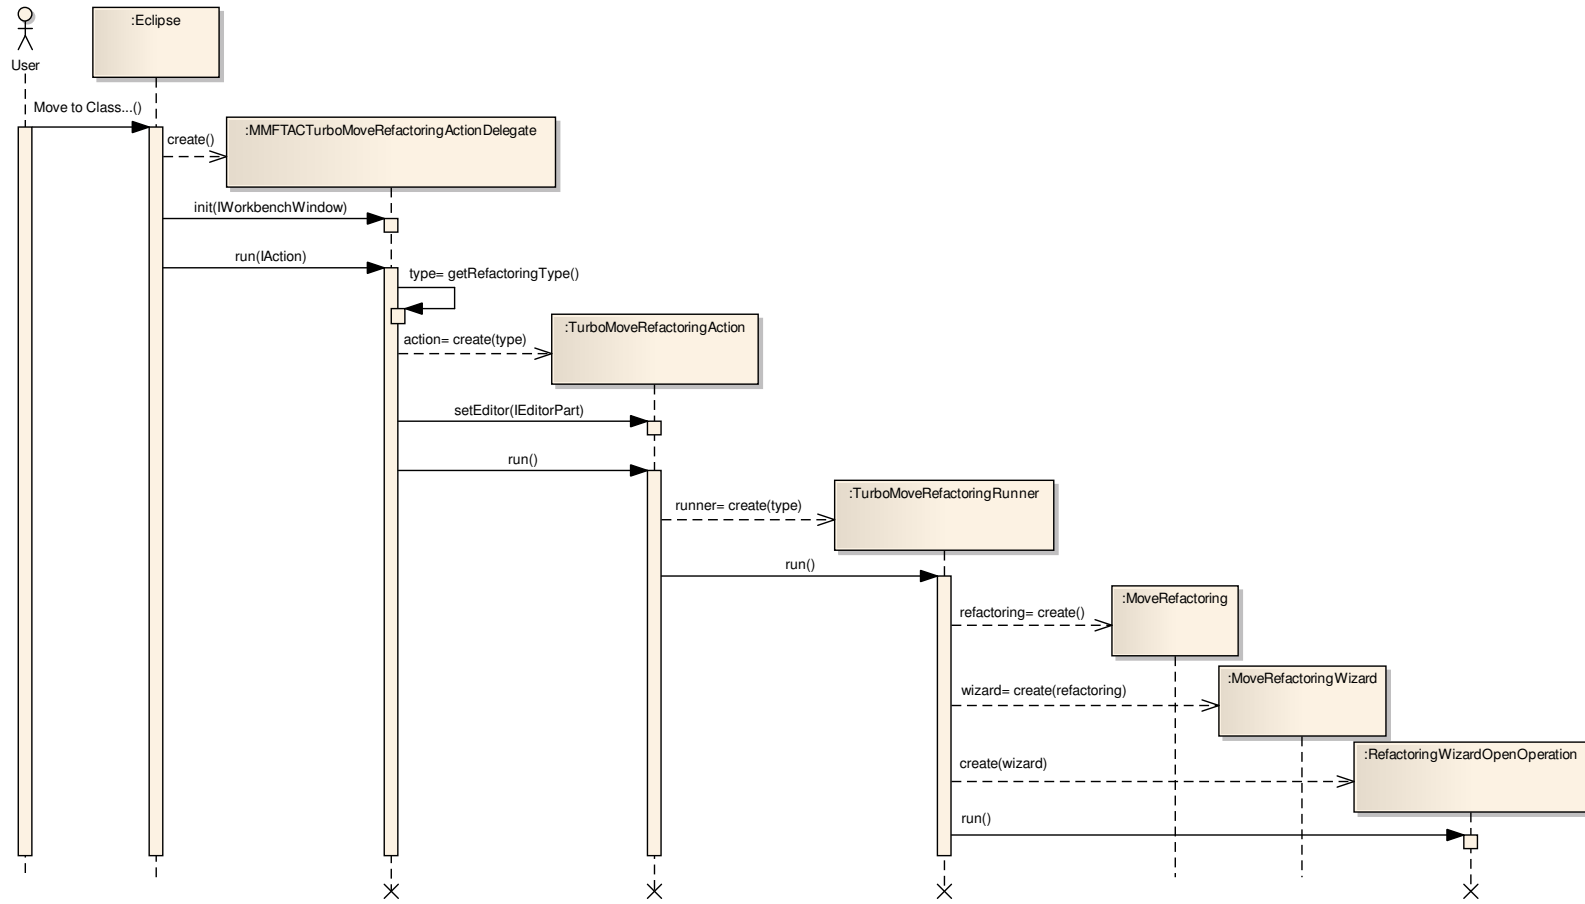 :Eclipse
User
Move to Class...()
:MMFTACTurboMoveRefactoringActionDelegate
create()
init(IWorkbenchWindow)
run(IAction)
type= getRefactoringType()
:TurboMoveRefactoringAction
action= create(type)
setEditor(IEditorPart)
run()
:TurboMoveRefactoringRunner
runner= create(type)
run()
:MoveRefactoring
refactoring= create()
:MoveRefactoringWizard
wizard= create(refactoring)
:RefactoringWizardOpenOperation
create(wizard)
run()